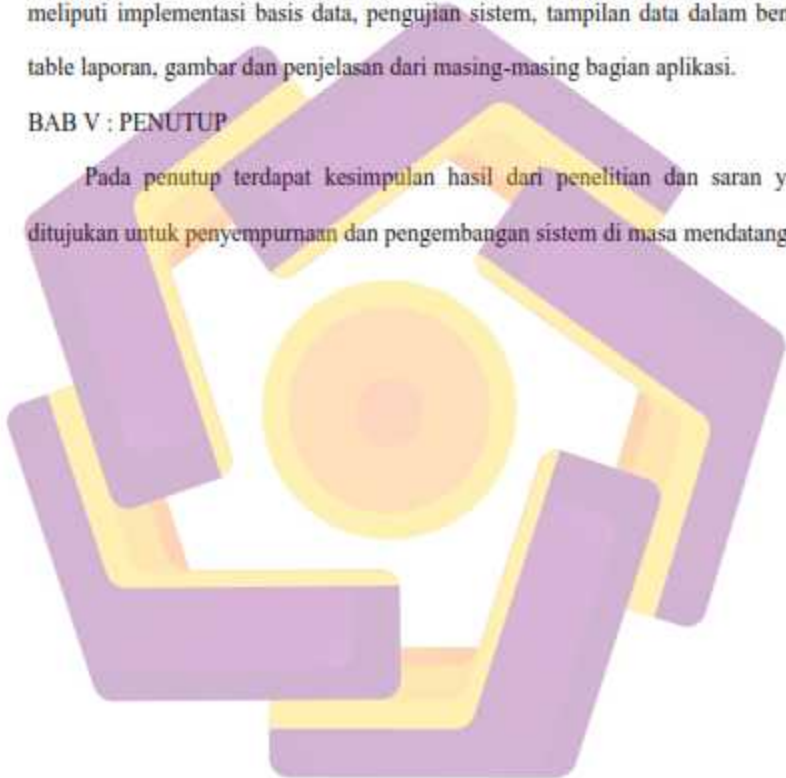 meliputi implementasi basis data, pengujian sistem, tampilan data dalam ben
table laporan, gambar dan penjelasan dari masing-masing bagian aplikasi.
BAB V : PENUTUP
Pada penutup terdapat kesimpulan hasil dari penelitian dan saran y
ditujukan untuk penyempurnaan dan pengembangan sistem di masa mendatang